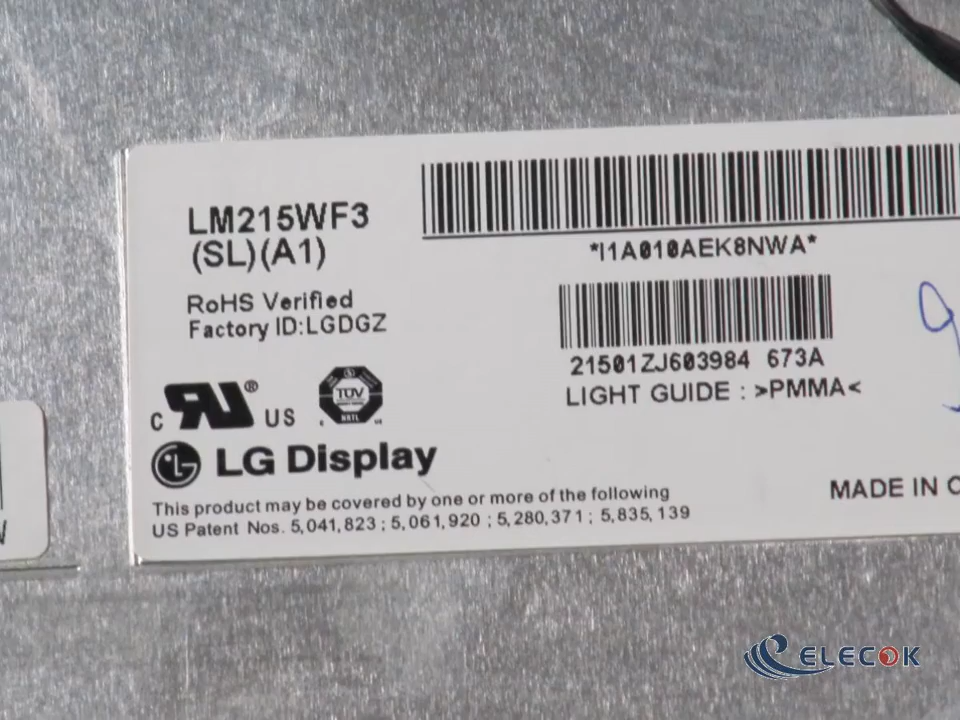 LM215WF3
(SL)(A1)
*I1A010AEK8NWA*
RoHS Verified
Factory ID:LGDGZ
21501ZJ603984 673A
LIGHT GUIDE : >PMMA<
C RU ® US
TÜV
NRTL
LG Display
This product may be covered by one or more of the following
US Patent Nos. 5,041,823 ; 5,061,920 ; 5,280,371 ; 5,835,139
MADE IN C
ELECOK